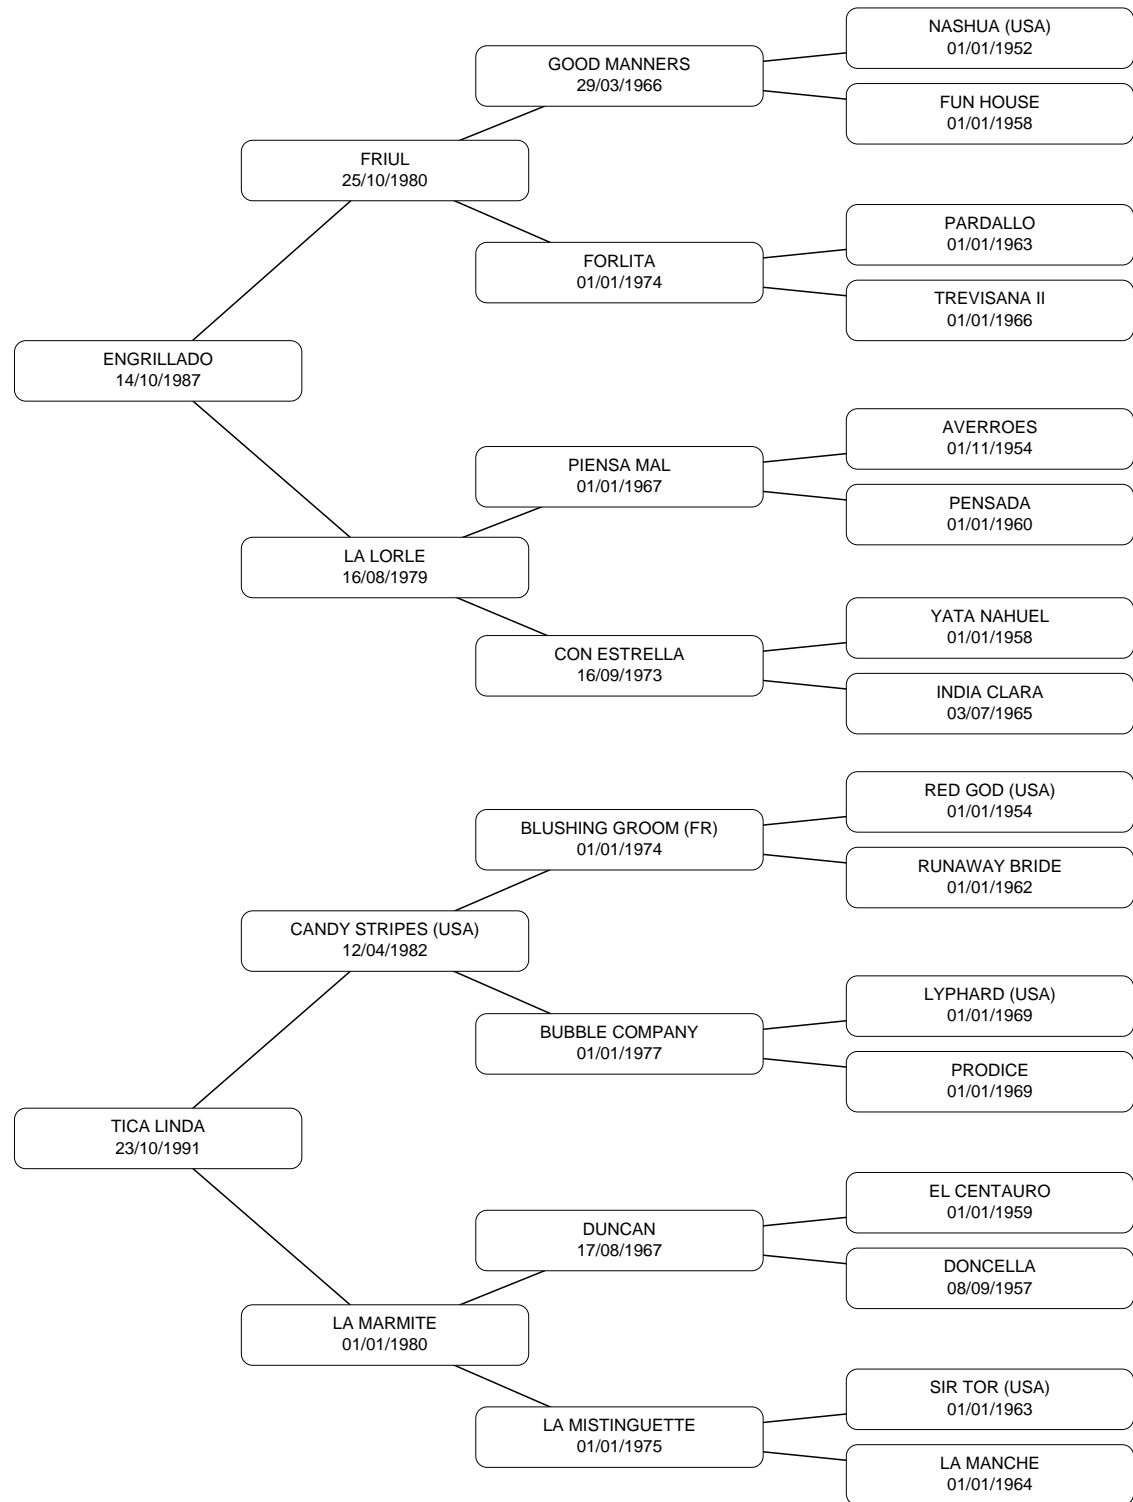 NASHUA (USA)
01/01/1952
GOOD MANNERS
29/03/1966
FUN HOUSE
01/01/1958
FRIUL
25/10/1980
PARDALLO
01/01/1963
FORLITA
01/01/1974
TREVISANA II
01/01/1966
ENGRILLADO
14/10/1987
AVERROES
01/11/1954
PIENSA MAL
01/01/1967
PENSADA
01/01/1960
LA LORLE
16/08/1979
YATA NAHUEL
01/01/1958
CON ESTRELLA
16/09/1973
INDIA CLARA
03/07/1965
RED GOD (USA)
01/01/1954
BLUSHING GROOM (FR)
01/01/1974
RUNAWAY BRIDE
01/01/1962
CANDY STRIPES (USA)
12/04/1982
LYPHARD (USA)
01/01/1969
BUBBLE COMPANY
01/01/1977
PRODICE
01/01/1969
TICA LINDA
23/10/1991
EL CENTAURO
01/01/1959
DUNCAN
17/08/1967
DONCELLA
08/09/1957
LA MARMITE
01/01/1980
SIR TOR (USA)
01/01/1963
LA MISTINGUETTE
01/01/1975
LA MANCHE
01/01/1964